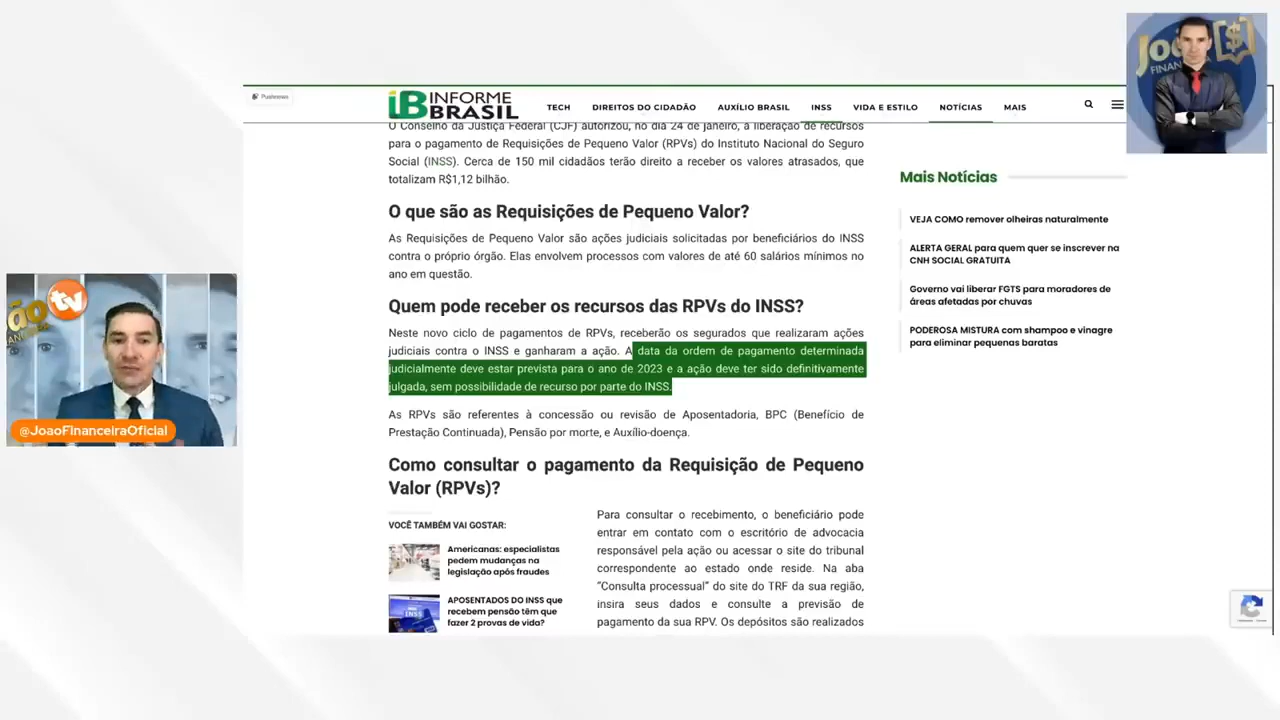 Pushnews
iB INFORME
BRASIL
TECH DIREITOS DO CIDADÃO AUXÍLIO BRASIL INSS VIDA E ESTILO NOTÍCIAS MAIS
O Conselho da Justiça Federal (CJF) autorizou, no dia 24 de janeiro, a liberação de recursos
para o pagamento de Requisições de Pequeno Valor (RPVs) do Instituto Nacional do Seguro
Social (INSS). Cerca de 150 mil cidadãos terão direito a receber os valores atrasados, que
totalizam R$1,12 bilhão.
O que são as Requisições de Pequeno Valor?
As Requisições de Pequeno Valor são ações judiciais solicitadas por beneficiários do INSS
contra o próprio órgão. Elas envolvem processos com valores de até 60 salários mínimos no
ano em questão.
Quem pode receber os recursos das RPVs do INSS?
Neste novo ciclo de pagamentos de RPVs, receberão os segurados que realizaram ações
judiciais contra o INSS e ganharam a ação. A data da ordem de pagamento determinada
judicialmente deve estar prevista para o ano de 2023 e a ação deve ter sido definitivamente
julgada, sem possibilidade de recurso por parte do INSS.
As RPVs são referentes à concessão ou revisão de Aposentadoria, BPC (Benefício de
Prestação Continuada), Pensão por morte, e Auxílio-doença.
Como consultar o pagamento da Requisição de Pequeno
Valor (RPVs)?
VOCÊ TAMBÉM VAI GOSTAR:
Americanas: especialistas
pedem mudanças na
legislação após fraudes
APOSENTADOS DO INSS que
recebem pensão têm que
fazer 2 provas de vida?
Para consultar o recebimento, o beneficiário pode
entrar em contato com o escritório de advocacia
responsável pela ação ou acessar o site do tribunal
correspondente ao estado onde reside. Na aba
“Consulta processual” do site do TRF da sua região,
insira seus dados e consulte a previsão de
pagamento da sua RPV. Os depósitos são realizados
Mais Notícias
VEJA COMO remover olheiras naturalmente
ALERTA GERAL para quem quer se inscrever na
CNH SOCIAL GRATUITA
Governo vai liberar FGTS para moradores de
áreas afetadas por chuvas
PODEROSA MISTURA com shampoo e vinagre
para eliminar pequenas baratas
tv
@JoaoFinanceiraOficial
INSS